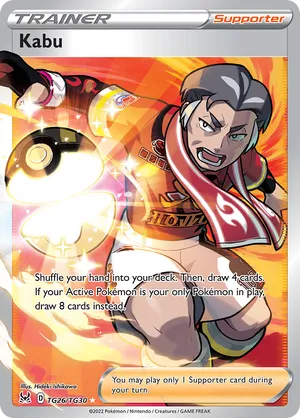 TRAINER
Supporter
Kabu
Shuffle your hand into your deck. Then, draw 4 cards.
If your Active Pokémon is your only Pokémon in play,
draw 8 cards instead.
Illus. Hideki Ishikawa
D TG26/TG30
You may play only 1 Supporter card during
your turn.
©2022 Pokémon / Nintendo / Creatures / GAME FREAK